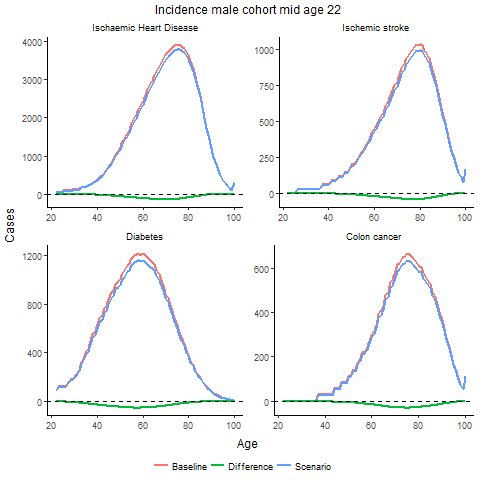 Incidence male cohort mid age 22
Ischaemic Heart Disease
Ischemic stroke
4000
3000
2000
1000
0
20 40 60 80 100
1000
750
500
250
0
20 40 60 80 100
Cases
Diabetes
Colon cancer
1200
800
400
0
20 40 60 80 100
600
400
200
0
20 40 60 80 100
Age
Baseline Difference Scenario